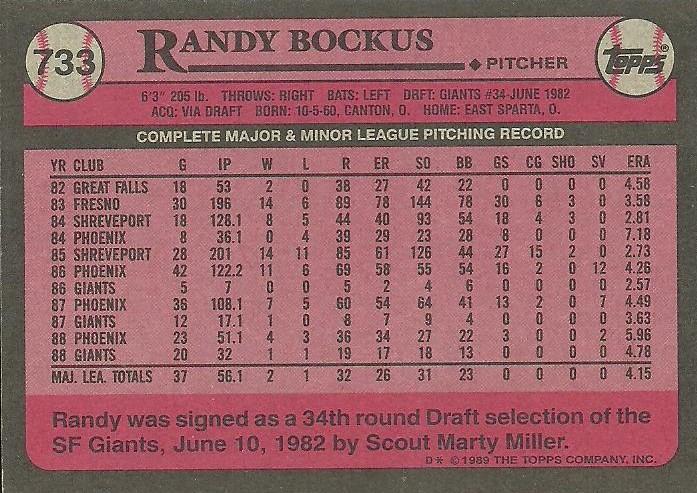 733
RANDY BOCKUS
PITCHER
TOPPS®
6'3" 205 lb. THROWS: RIGHT BATS: LEFT DRFT: GIANTS #34-JUNE 1982
ACQ: VIA DRAFT BORN: 10-5-60, CANTON, O. HOME: EAST SPARTA, O.
COMPLETE MAJOR & MINOR LEAGUE PITCHING RECORD
YR CLUB G IP W L R ER SO BB GS CG SHO SV ERA
82 GREAT FALLS 18 53 2 0 38 27 42 22 0 0 0 0 4.58
83 FRESNO 30 196 14 6 89 78 144 78 30 6 3 0 3.58
84 SHREVEPORT 18 128.1 8 5 44 40 93 54 18 4 3 0 2.81
84 PHOENIX 8 36.1 0 4 39 29 23 28 8 0 0 0 7.18
85 SHREVEPORT 28 201 14 11 85 61 126 44 27 15 2 0 2.73
86 PHOENIX 42 122.2 11 6 69 58 55 54 16 2 0 12 4.26
86 GIANTS 5 7 0 0 5 2 4 6 0 0 0 0 2.57
87 PHOENIX 36 108.1 7 5 60 54 64 41 13 2 0 7 4.49
87 GIANTS 12 17.1 1 0 8 7 9 4 0 0 0 0 3.63
88 PHOENIX 23 51.1 4 3 36 34 27 22 3 0 0 2 5.96
88 GIANTS 20 32 1 1 19 17 18 13 0 0 0 0 4.78
MAJ. LEA. TOTALS 37 56.1 2 1 32 26 31 23 0 0 0 0 4.15
Randy was signed as a 34th round Draft selection of the
SF Giants, June 10, 1982 by Scout Marty Miller.
D* ©1989 THE TOPPS COMPANY, INC.